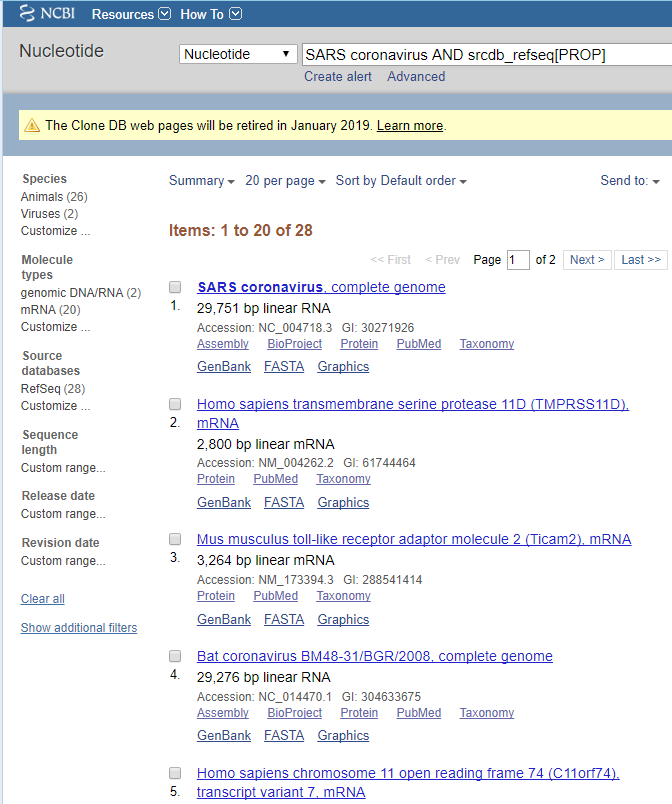 NCBI Resources How To
Nucleotide
Nucleotide
SARS coronavirus AND srcdb_refseq[PROP]
Create alert Advanced
The Clone DB web pages will be retired in January 2019. Learn more.
Species
Animals (26)
Viruses (2)
Customize ...
Molecule
types
genomic DNA/RNA (2)
mRNA (20)
Customize ...
Source
databases
RefSeq (28)
Customize ...
Sequence
length
Custom range...
Release date
Custom range...
Revision date
Custom range...
Clear all
Show additional filters
Summary 20 per page Sort by Default order Send to:
Items: 1 to 20 of 28
<< First < Prev Page 1 of 2 Next > Last >>
SARS coronavirus, complete genome
1. 29,751 bp linear RNA
Accession: NC_004718.3 GI: 30271926
Assembly BioProject Protein PubMed Taxonomy
GenBank FASTA Graphics
Homo sapiens transmembrane serine protease 11D (TMPRSS11D),
2. mRNA
2,800 bp linear mRNA
Accession: NM_004262.2 GI: 61744464
Protein PubMed Taxonomy
GenBank FASTA Graphics
Mus musculus toll-like receptor adaptor molecule 2 (Ticam2), mRNA
3. 3,264 bp linear mRNA
Accession: NM_173394.3 GI: 288541414
Protein PubMed Taxonomy
GenBank FASTA Graphics
Bat coronavirus BM48-31/BGR/2008, complete genome
4. 29,276 bp linear RNA
Accession: NC_014470.1 GI: 304633675
Assembly BioProject Protein PubMed Taxonomy
GenBank FASTA Graphics
Homo sapiens chromosome 11 open reading frame 74 (C11orf74),
5. transcript variant 7, mRNA